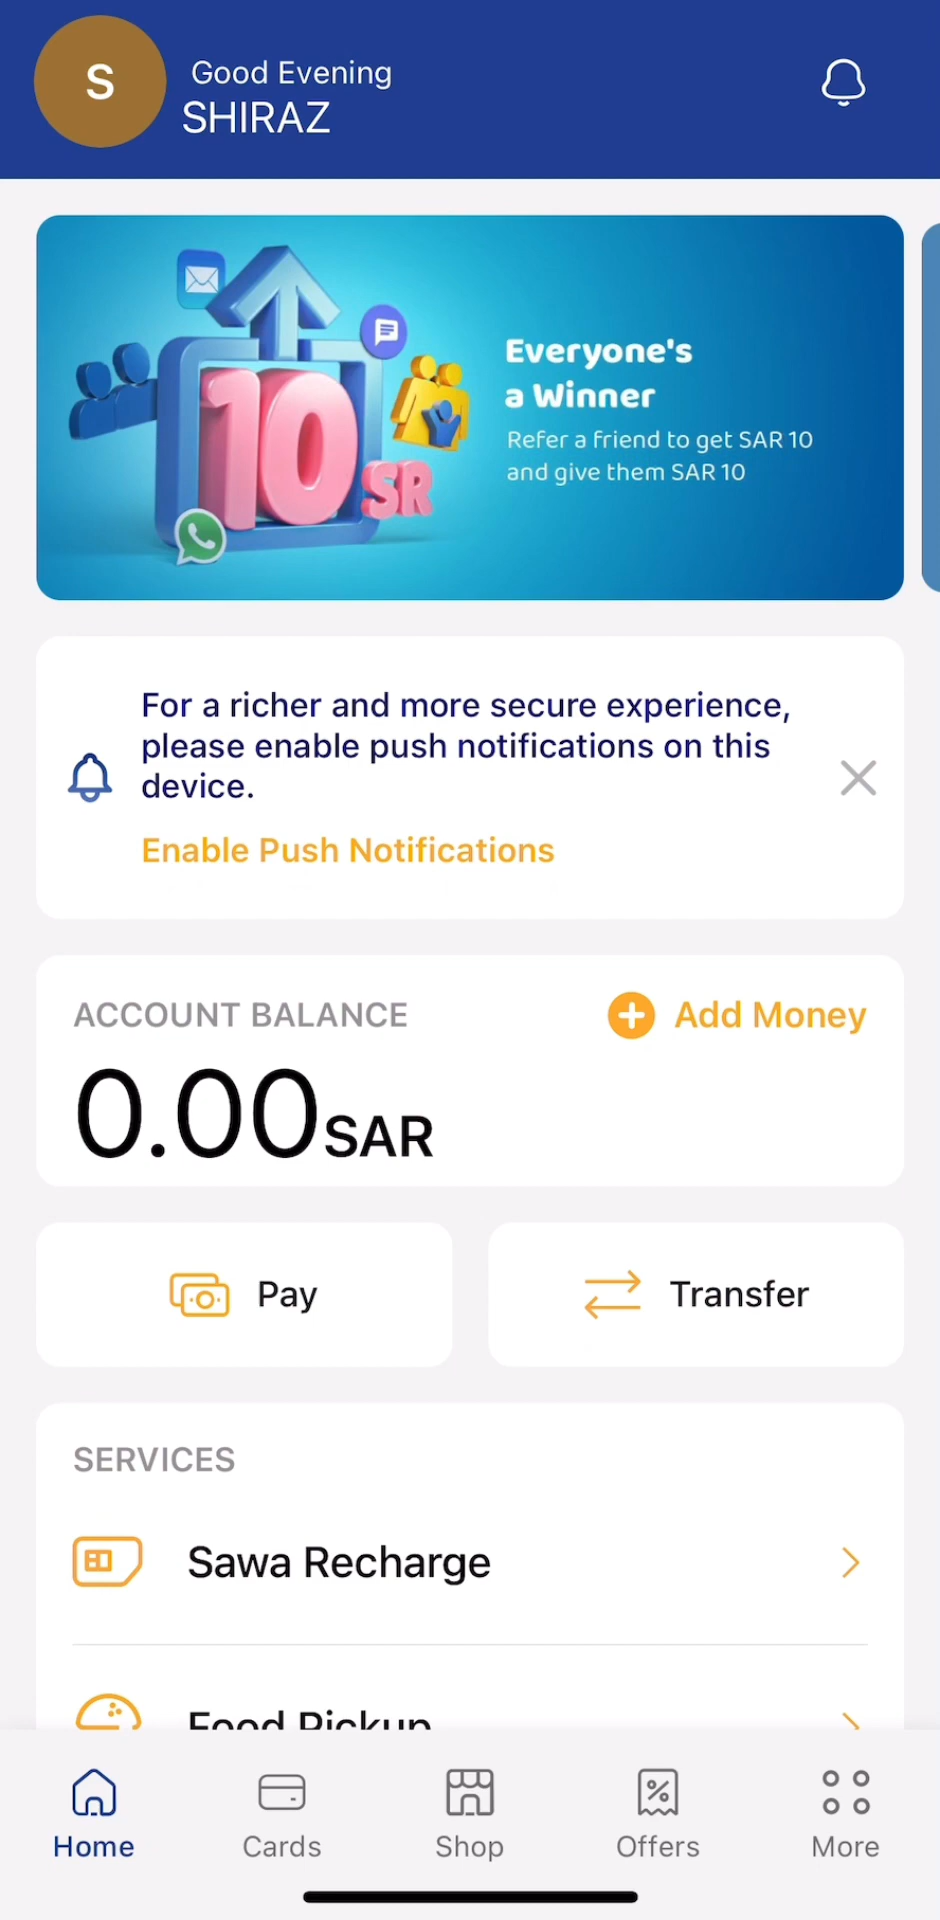 S
Good Evening
SHIRAZ
10
SR
Everyone's
a Winner
Refer a friend to get SAR 10
and give them SAR 10
For a richer and more secure experience,
please enable push notifications on this
device.
Enable Push Notifications
ACCOUNT BALANCE
Add Money
0.00 SAR
Pay
Transfer
SERVICES
Sawa Recharge
Food Pickup
Home
Cards
Shop
Offers
More